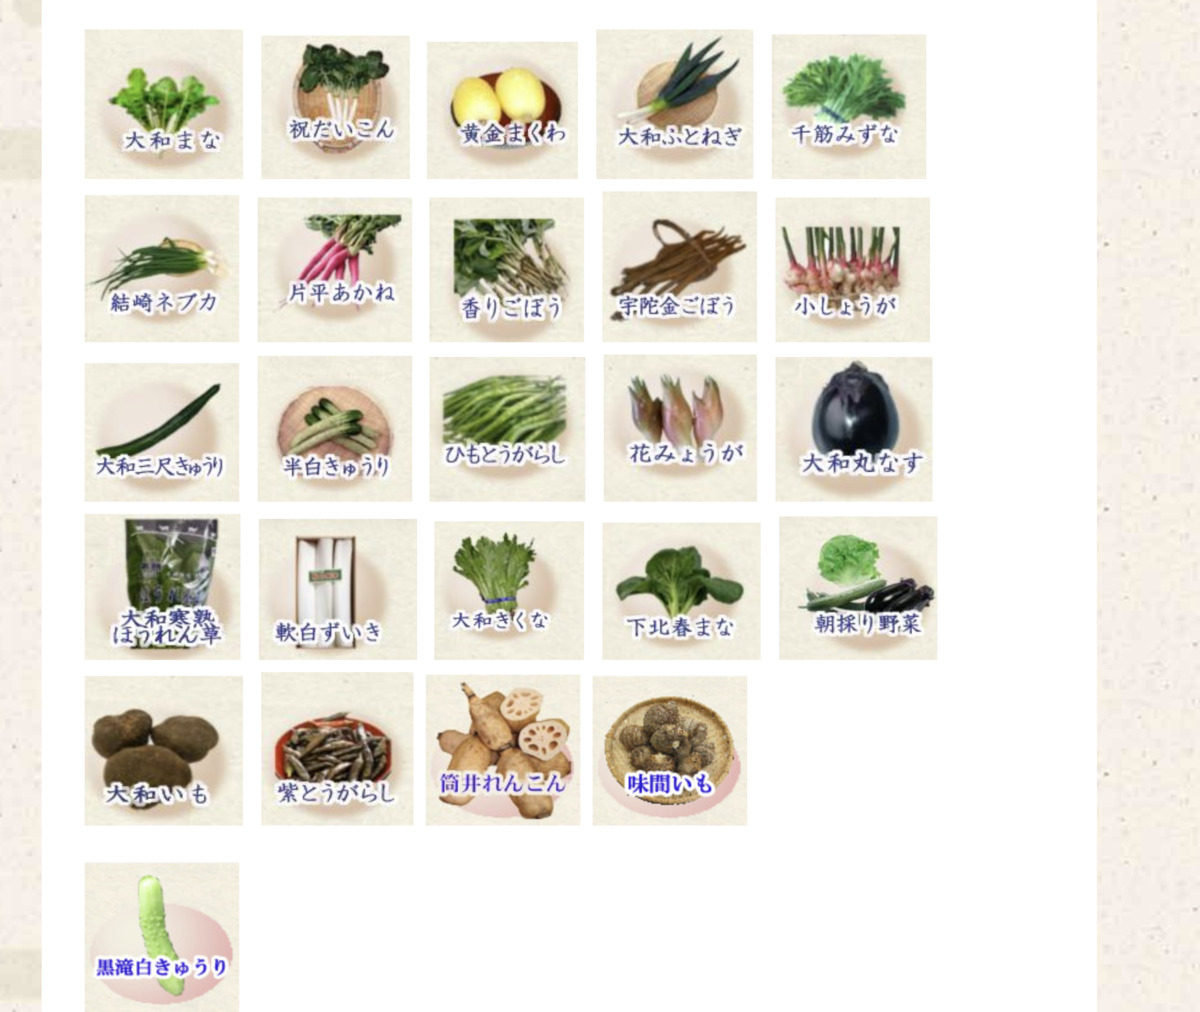 大和まな
祝だいこん
黄金まくわ
大和ふとねぎ
千筋みずな
結崎ネブカ
片平あかね
香りごぼう
宇陀金ごぼう
小しょうが
大和三尺きゅうり
半白きゅうり
ひもとうがらし
花みょうが
大和丸なす
大和寒熟
ほうれん草
軟白ずいき
大和きくな
下北春まな
朝採り野菜
大和いも
紫とうがらし
筒井れんこん
味間いも
黒滝白きゅうり